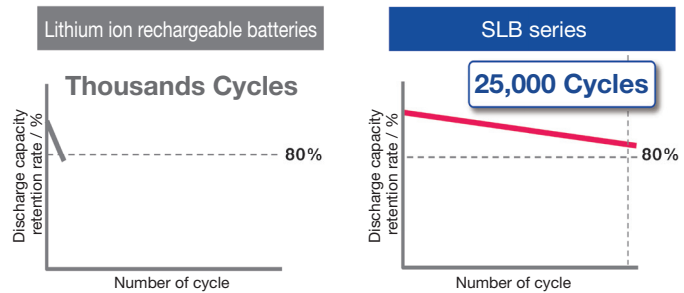 Lithium ion rechargeable batteries
Thousands Cycles
Discharge capacity
retention rate / %
80%
Number of cycle
SLB series
25,000 Cycles
Discharge capacity
retention rate / %
80%
Number of cycle